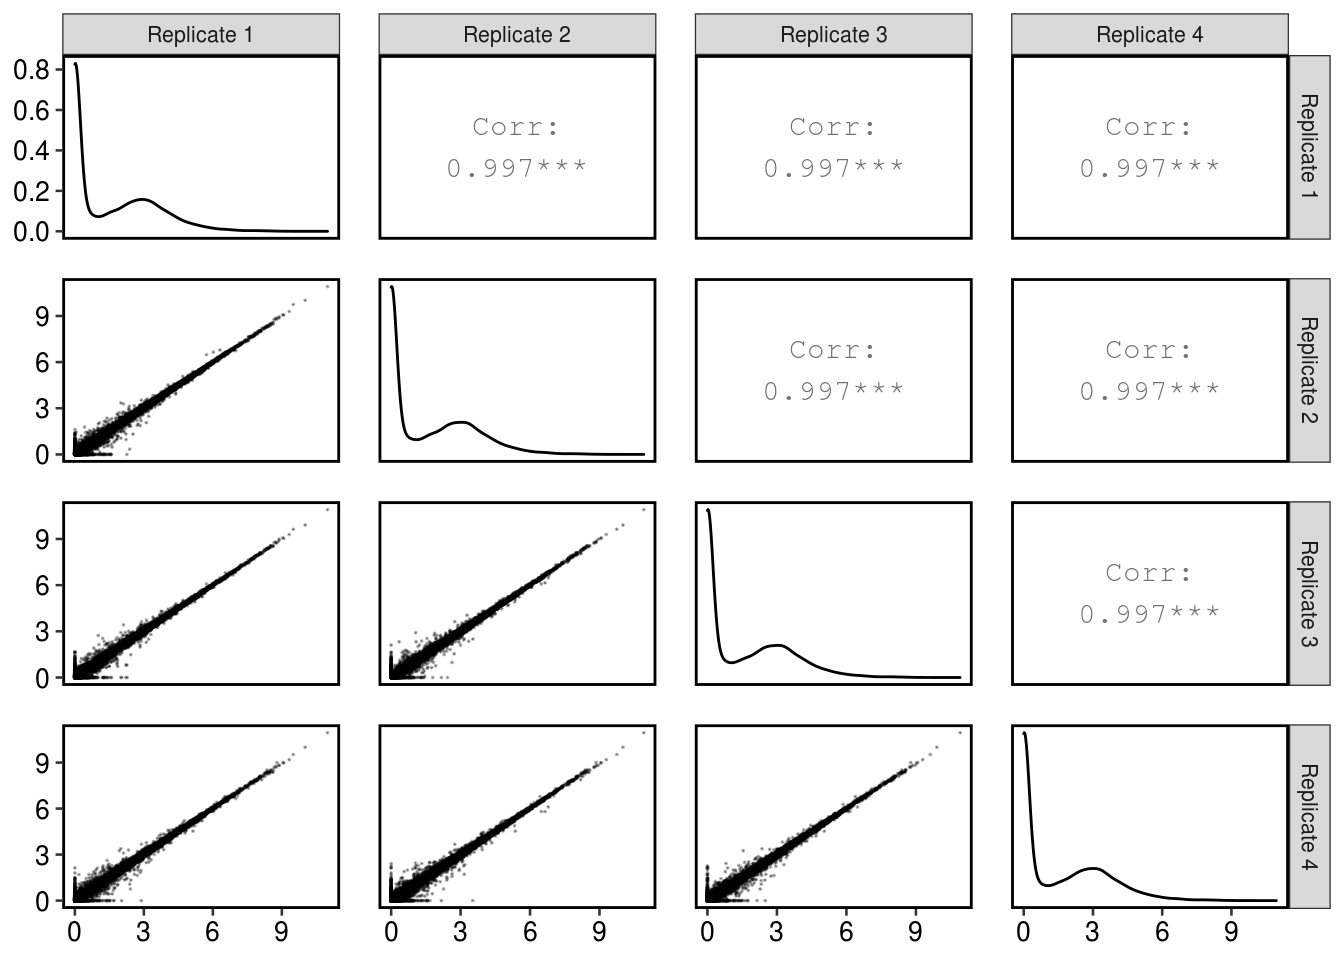 Replicate 1
Replicate 2
Replicate 3
Replicate 4
0.8
0.6
0.4
0.2
0.0
Corr:
0.997***
Corr:
0.997***
Corr:
0.997***
Replicate 1
9
6
3
0
Corr:
0.997***
Corr:
0.997***
Replicate 2
9
6
3
0
Corr:
0.997***
Replicate 3
9
6
3
0
Replicate 4
0 3 6 9
0 3 6 9
0 3 6 9
0 3 6 9